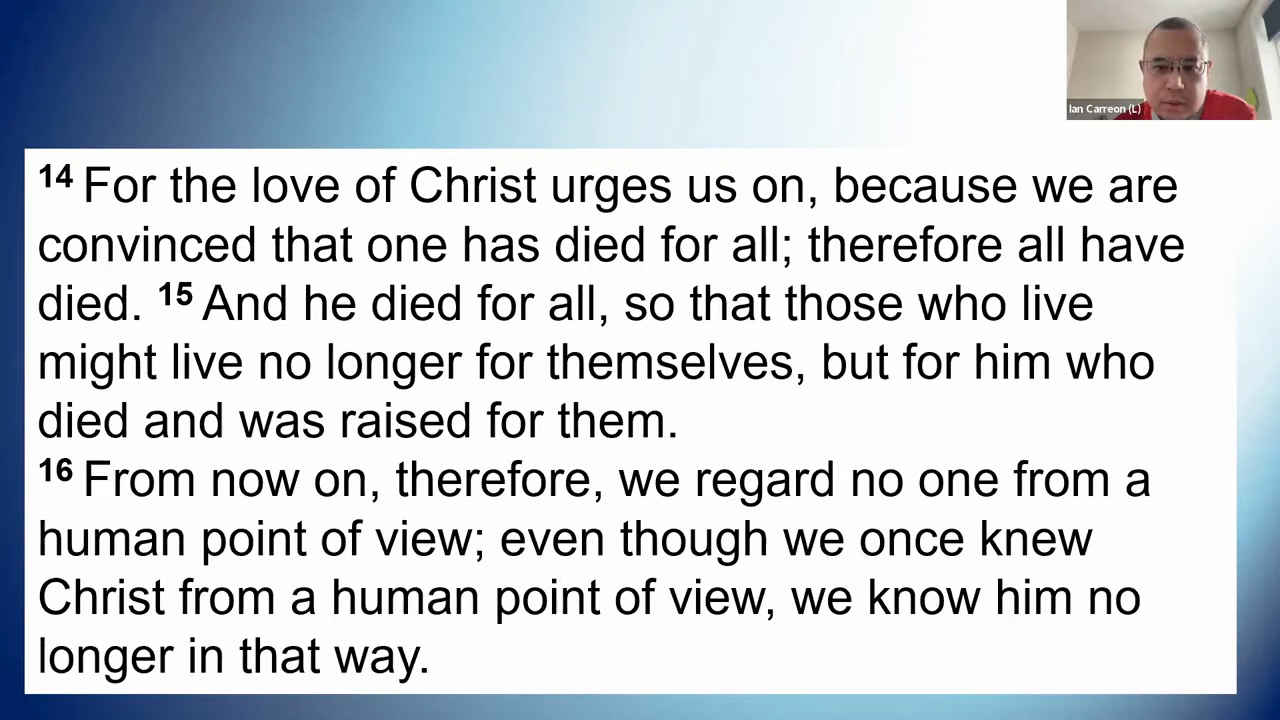 Ian Carreon (L)
14 For the love of Christ urges us on, because we are
convinced that one has died for all; therefore all have
died. 15 And he died for all, so that those who live
might live no longer for themselves, but for him who
died and was raised for them.
16 From now on, therefore, we regard no one from a
human point of view; even though we once knew
Christ from a human point of view, we know him no
longer in that way.